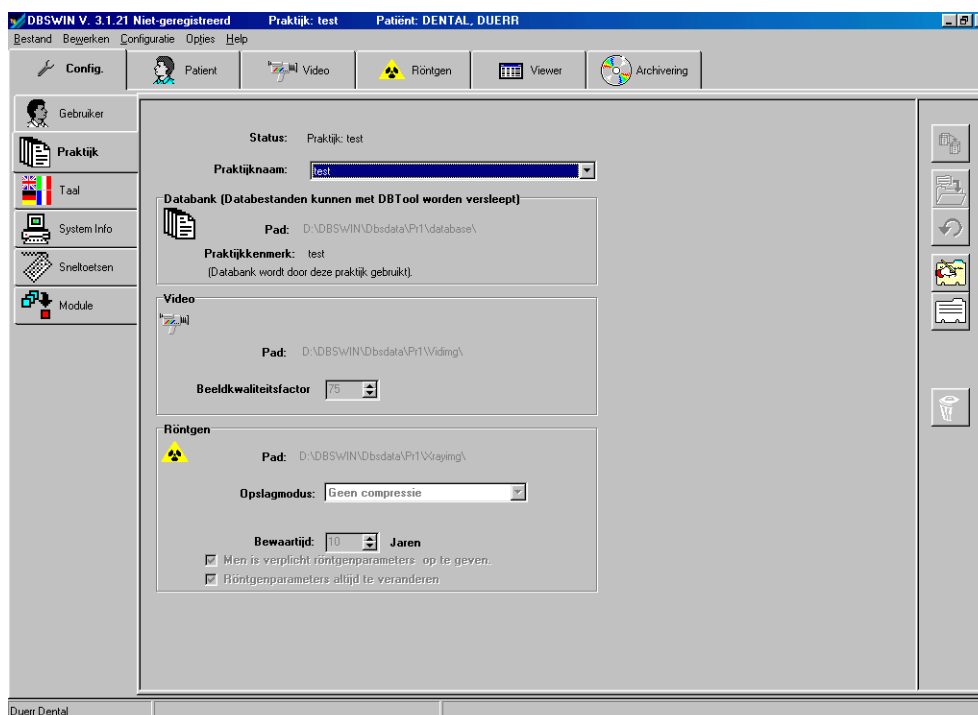 DBSWIN V. 3.1.21 Niet-geregistreerd Praktijk: test Patiënt: DENTAL, DUERR
Bestand Bewerken Configuratie Opties Help
Config. Patient Video Röntgen Viewer Archivering
Gebruiker
Praktijk
Taal
System Info
Sneltoetsen
Module
Status: Praktijk: test
Praktijknaam: test
Databank (Databestanden kunnen met DBTool worden versleept)
Pad: D:\DBSWIN\Dbsdata\Pr1\database\
Praktijkkenmerk: test
(Databank wordt door deze praktijk gebruikt).
Video
Pad: D:\DBSWIN\Dbsdata\Pr1\Vidimg\
Beeldkwaliteitsfactor 75
Röntgen
Pad: D:\DBSWIN\Dbsdata\Pr1\Xrayimg\
Opslagmodus: Geen compressie
Bewaartijd: 10 Jaren
Men is verplicht röntgenparameters op te geven.
Röntgenparameters altijd te veranderen
Duerr Dental